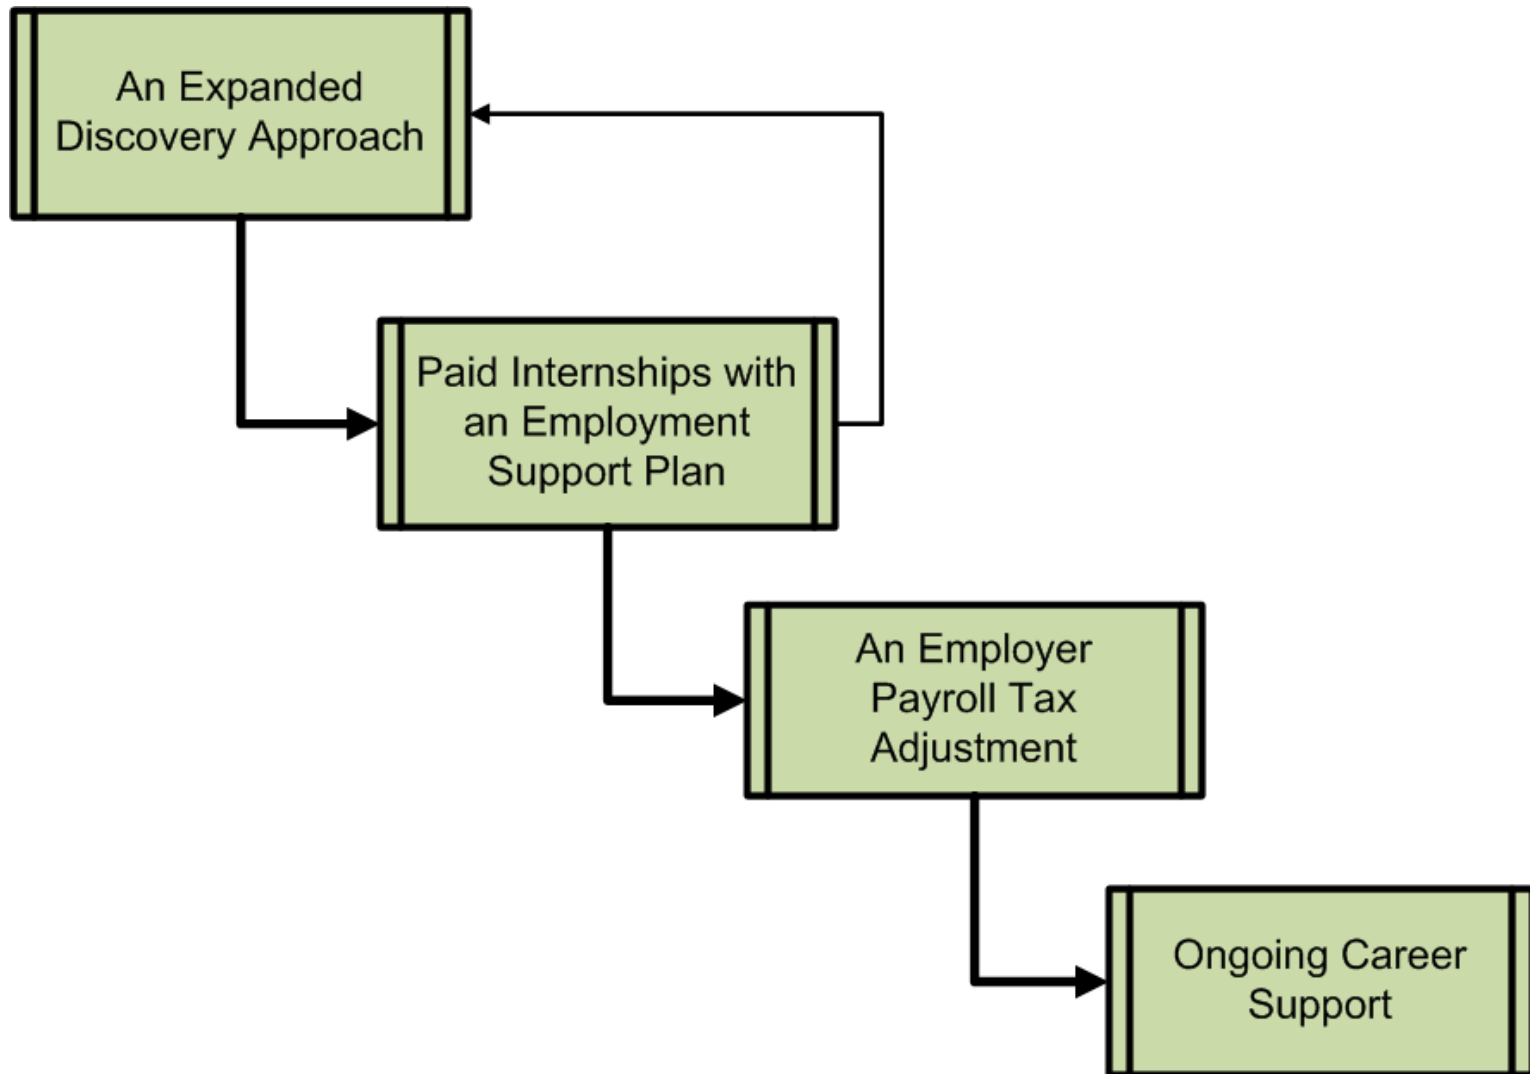 An Expanded
Discovery Approach
Paid Internships with
an Employment
Support Plan
An Employer
Payroll Tax
Adjustment
Ongoing Career
Support